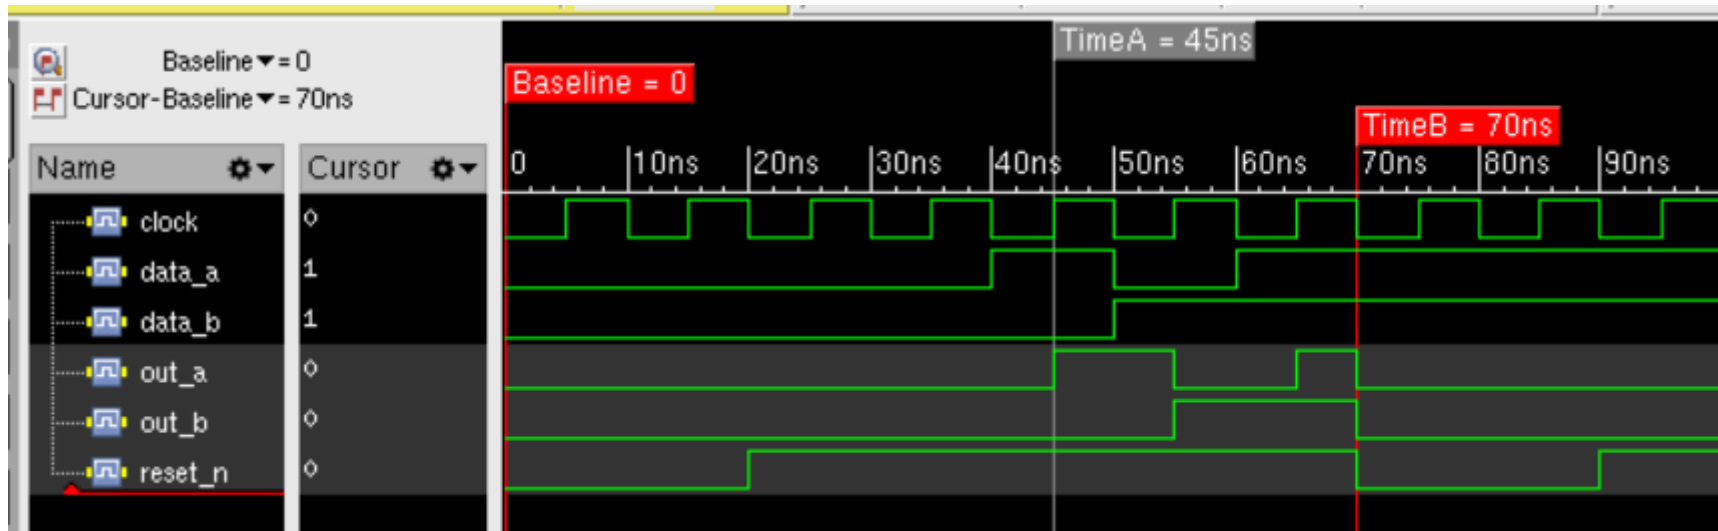 TimeA = 45ns
Baseline▼= 0
Baseline = 0
Cursor-Baseline▼= 70ns
TimeB = 70ns
Name Cursor 0 10ns 20ns 30ns 40ns 50ns 60ns 70ns 80ns 90ns
clock 0
data_a 1
data_b 1
out_a 0
out_b 0
reset_n 0